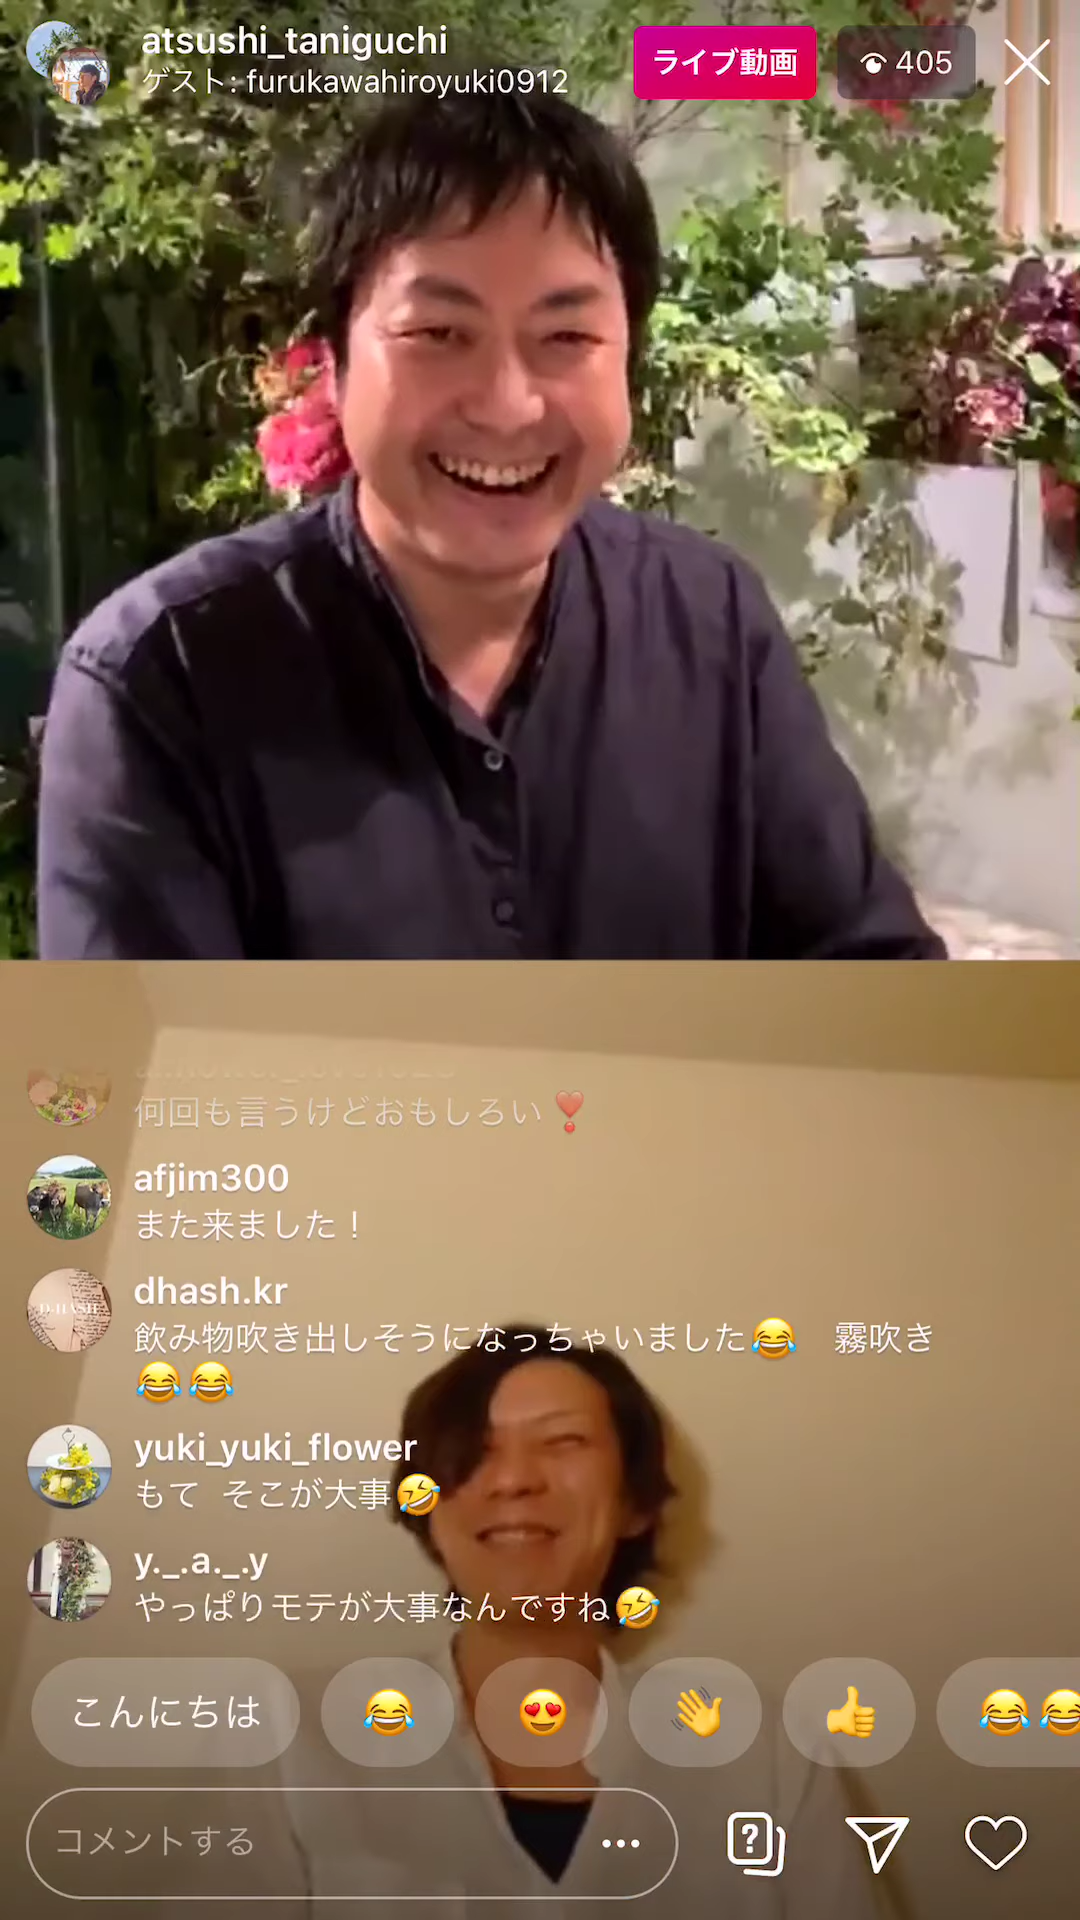 atsushi_taniguchi
ゲスト: furukawahiroyuki0912
ライブ動画
405
何回も言うけどおもしろい❣️
afjim300
また来ました！
dhash.kr
飲み物吹き出しそうになっちゃいました😂 霧吹き
😂😂
yuki_yuki_flower
もて そこが大事🤣
y._.a._.y
やっぱりモテが大事なんですね🤣
こんにちは
😂 😍 👋 👍 😂😂
コメントする